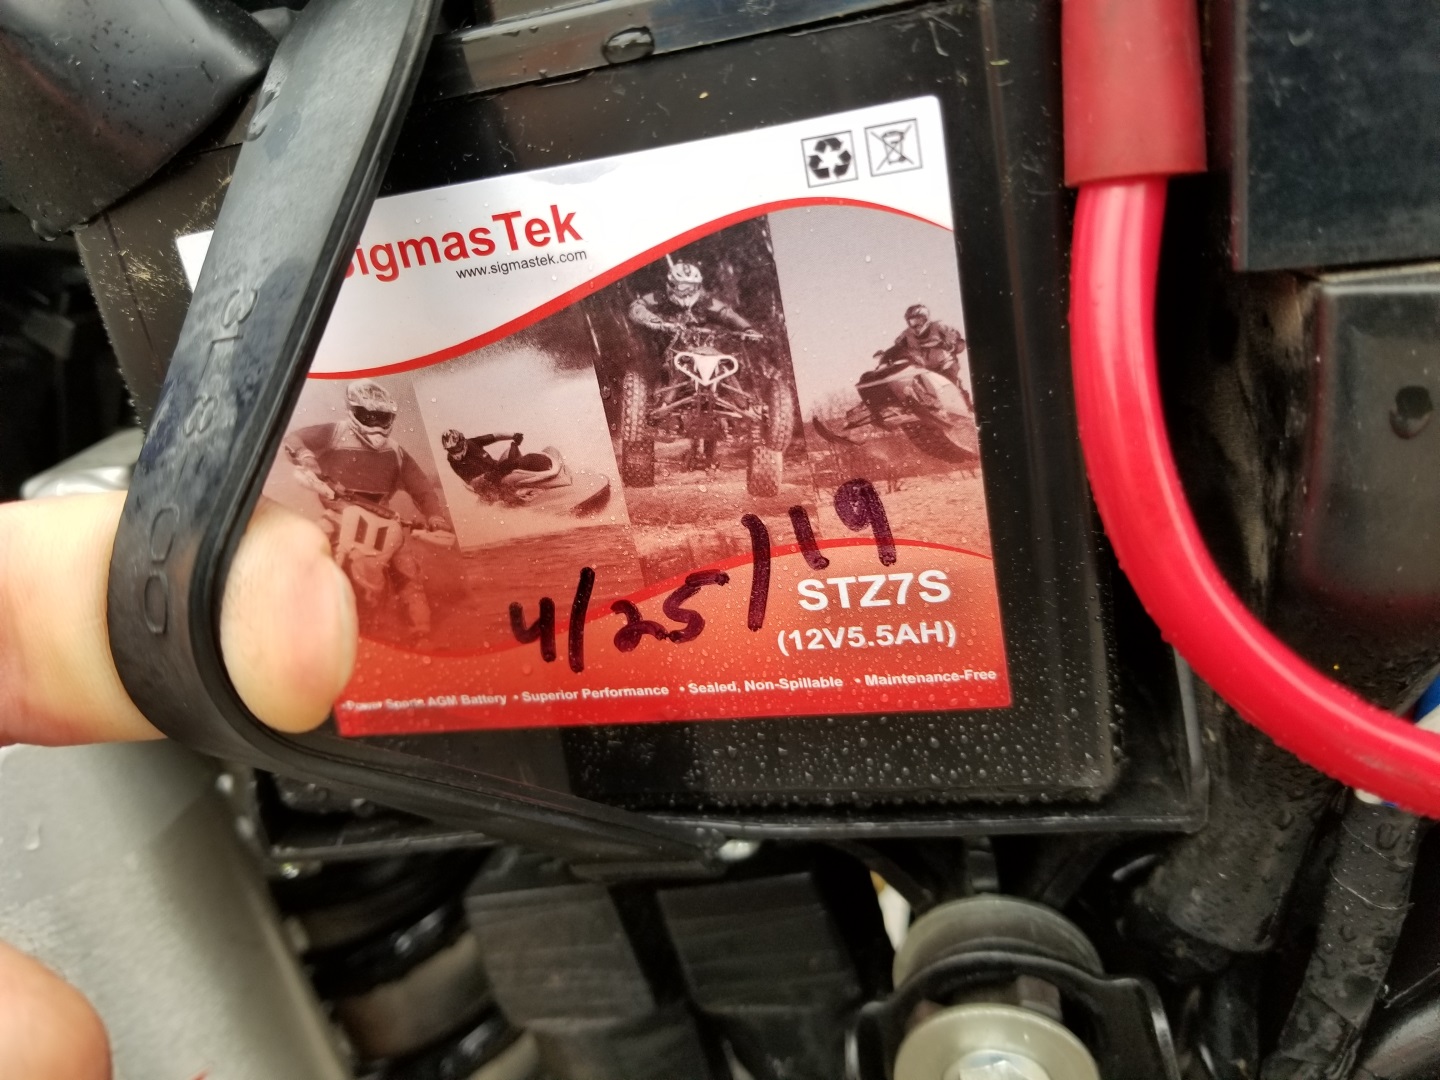 SigmasTek
www.sigmastek.com
4/25/19
STZ7S
(12V5.5AH)
Power Sports AGM Battery • Superior Performance • Sealed, Non-Spillable • Maintenance-Free